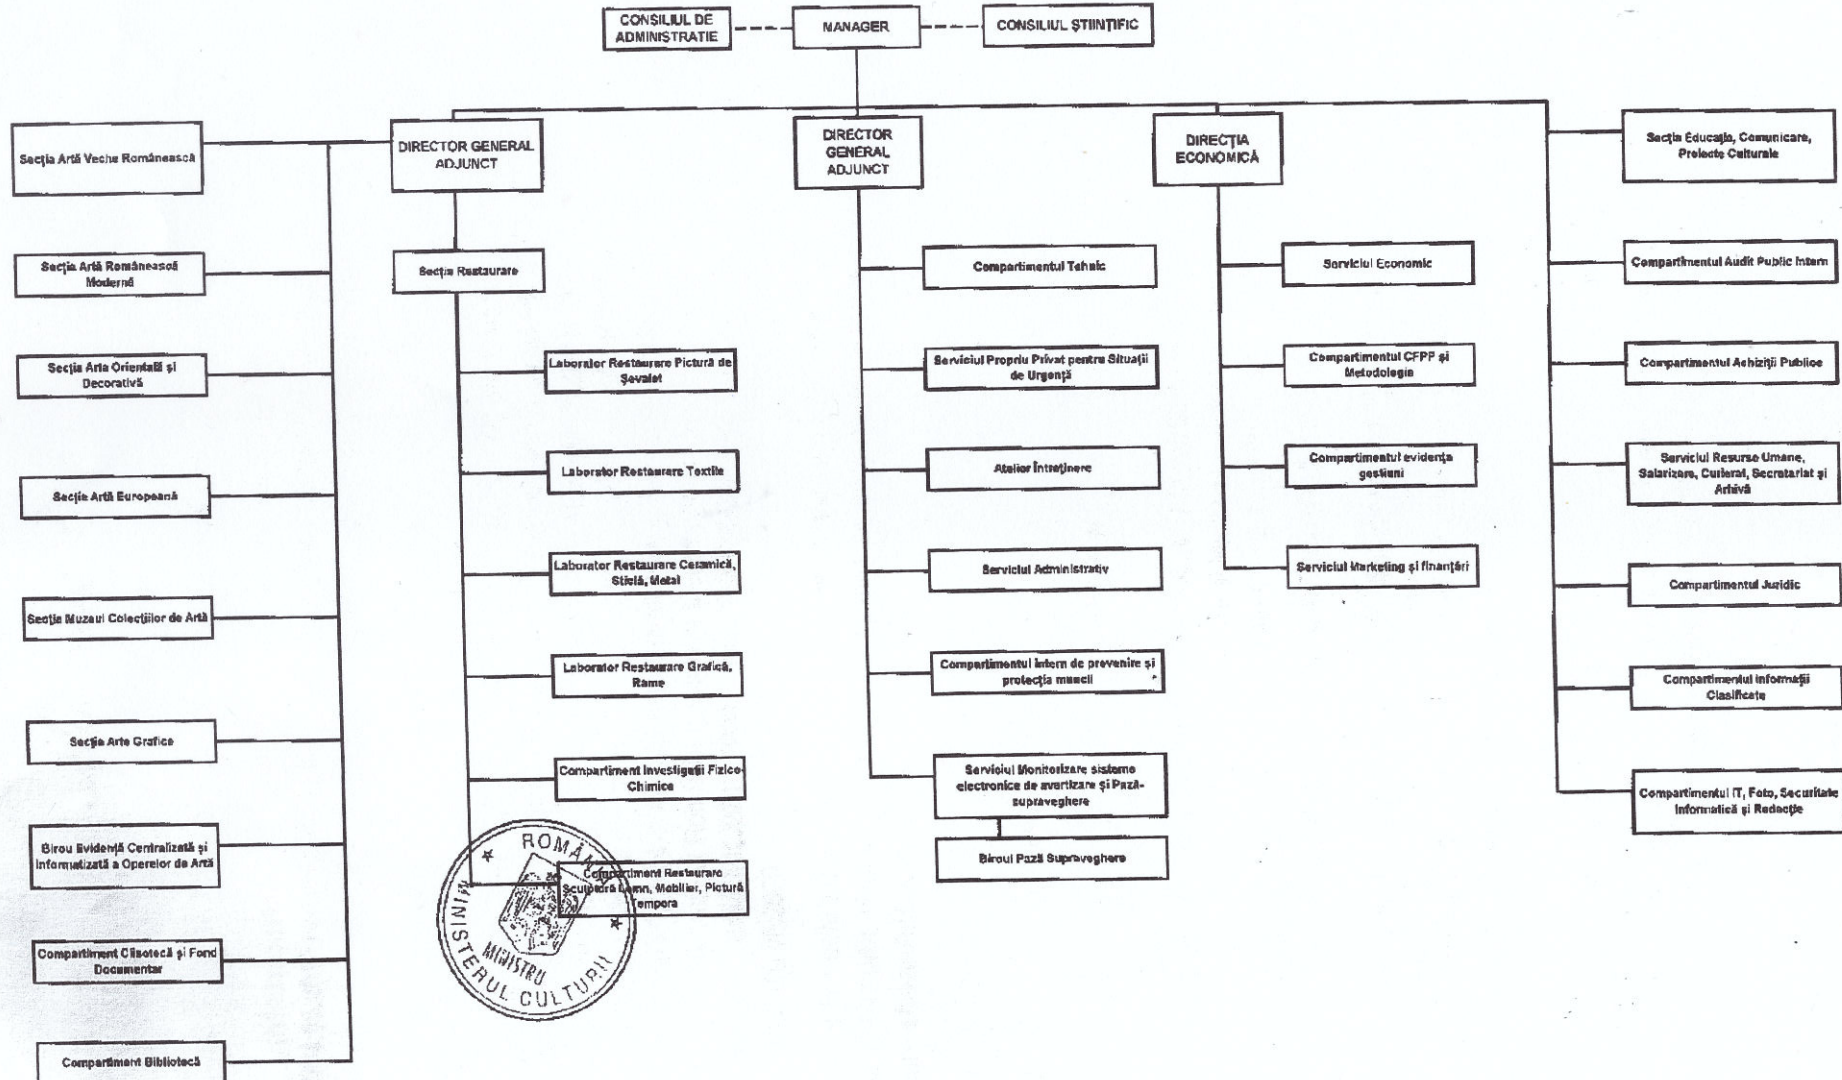 CONSILIUL DE
ADMINISTRATIE
MANAGER
CONSILIUL ȘTIINȚIFIC
DIRECTOR GENERAL
ADJUNCT
DIRECTOR
GENERAL
ADJUNCT
DIRECȚIA
ECONOMICĂ
Secția Artă Veche Românească
Secția Artă Românească
Modernă
Secția Arta Orientală și
Decorativă
Secția Artă Europeană
Secția Muzeul Colecțiilor de Artă
Secția Arte Grafice
Birou Evidență Centralizată și
Informatizată a Operelor de Artă
Compartiment Clisotecă și Fond
Documentar
Compartiment Bibliotecă
Secția Restaurare
Laborator Restaurare Pictură de
Șevalet
Laborator Restaurare Textile
Laborator Restaurare Ceramică,
Sticlă, Metal
Laborator Restaurare Grafică,
Rame
Compartiment Investigații Fizico-
Chimice
Compartiment Restaurare
Sculptură Lemn, Mobilier, Pictură
Tempora
ROMÂNIA
MINISTERUL CULTURII
MINISTRU
Compartimentul Tehnic
Serviciul Propriu Privat pentru Situații
de Urgență
Atelier Întreținere
Serviciul Administrativ
Compartimentul intern de prevenire și
protecția muncii
Serviciul Monitorizare sisteme
electronice de avertizare și Pază-
supraveghere
Biroul Pază Supraveghere
Serviciul Economic
Compartimentul CFPP și
Metodologie
Compartimentul evidența
gestiuni
Serviciul Marketing și finanțări
Secția Educație, Comunicare,
Proiecte Culturale
Compartimentul Audit Public Intern
Compartimentul Achiziții Publice
Serviciul Resurse Umane,
Salarizare, Curierat, Secretariat și
Arhivă
Compartimentul Juridic
Compartimentul Informații
Clasificate
Compartimentul IT, Foto, Securitate
Informatică și Redacție